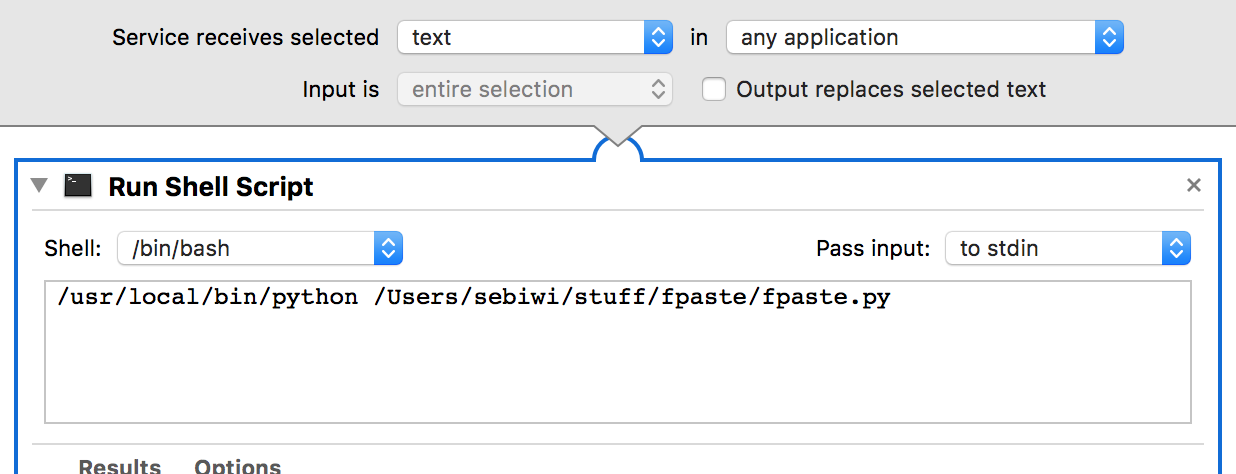 Service receives selected text in any application
Input is entire selection Output replaces selected text
>_
Run Shell Script
Shell: /bin/bash Pass input: to stdin
/usr/local/bin/python /Users/sebiwi/stuff/fpaste/fpaste.py
Results Options